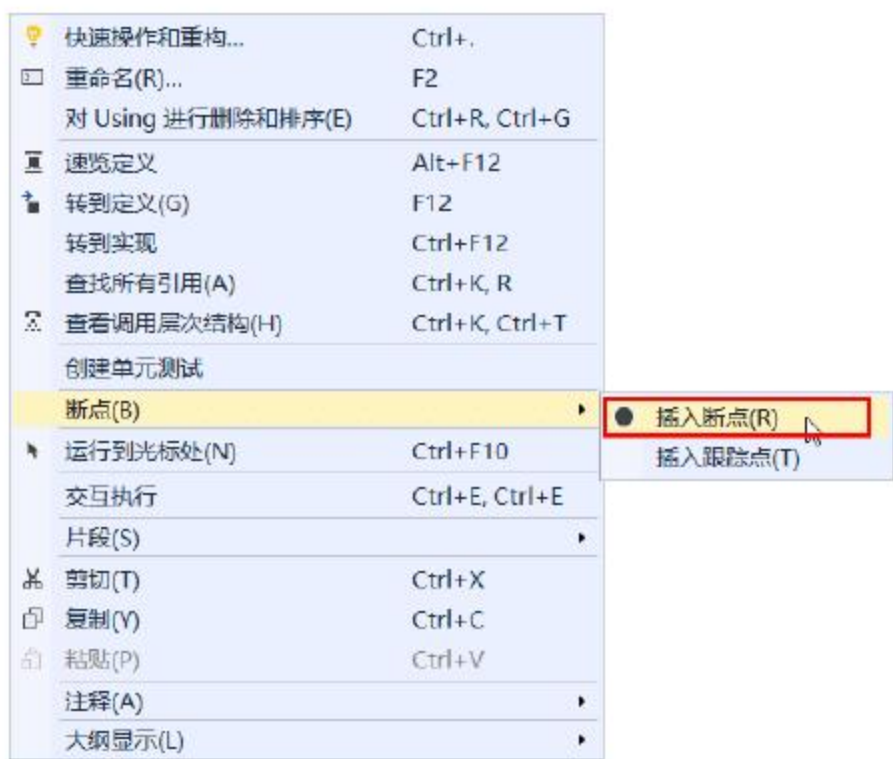 快速操作和重构... Ctrl+.
重命名(R)... F2
对 Using 进行删除和排序(E) Ctrl+R, Ctrl+G
速览定义 Alt+F12
转到定义(G) F12
转到实现 Ctrl+F12
查找所有引用(A) Ctrl+K, R
查看调用层次结构(H) Ctrl+K, Ctrl+T
创建单元测试
断点(B)
插入断点(R)
运行到光标处(N) Ctrl+F10
插入跟踪点(T)
交互执行 Ctrl+E, Ctrl+E
片段(S)
剪切(T) Ctrl+X
复制(Y) Ctrl+C
粘贴(P) Ctrl+V
注释(A)
大纲显示(L)